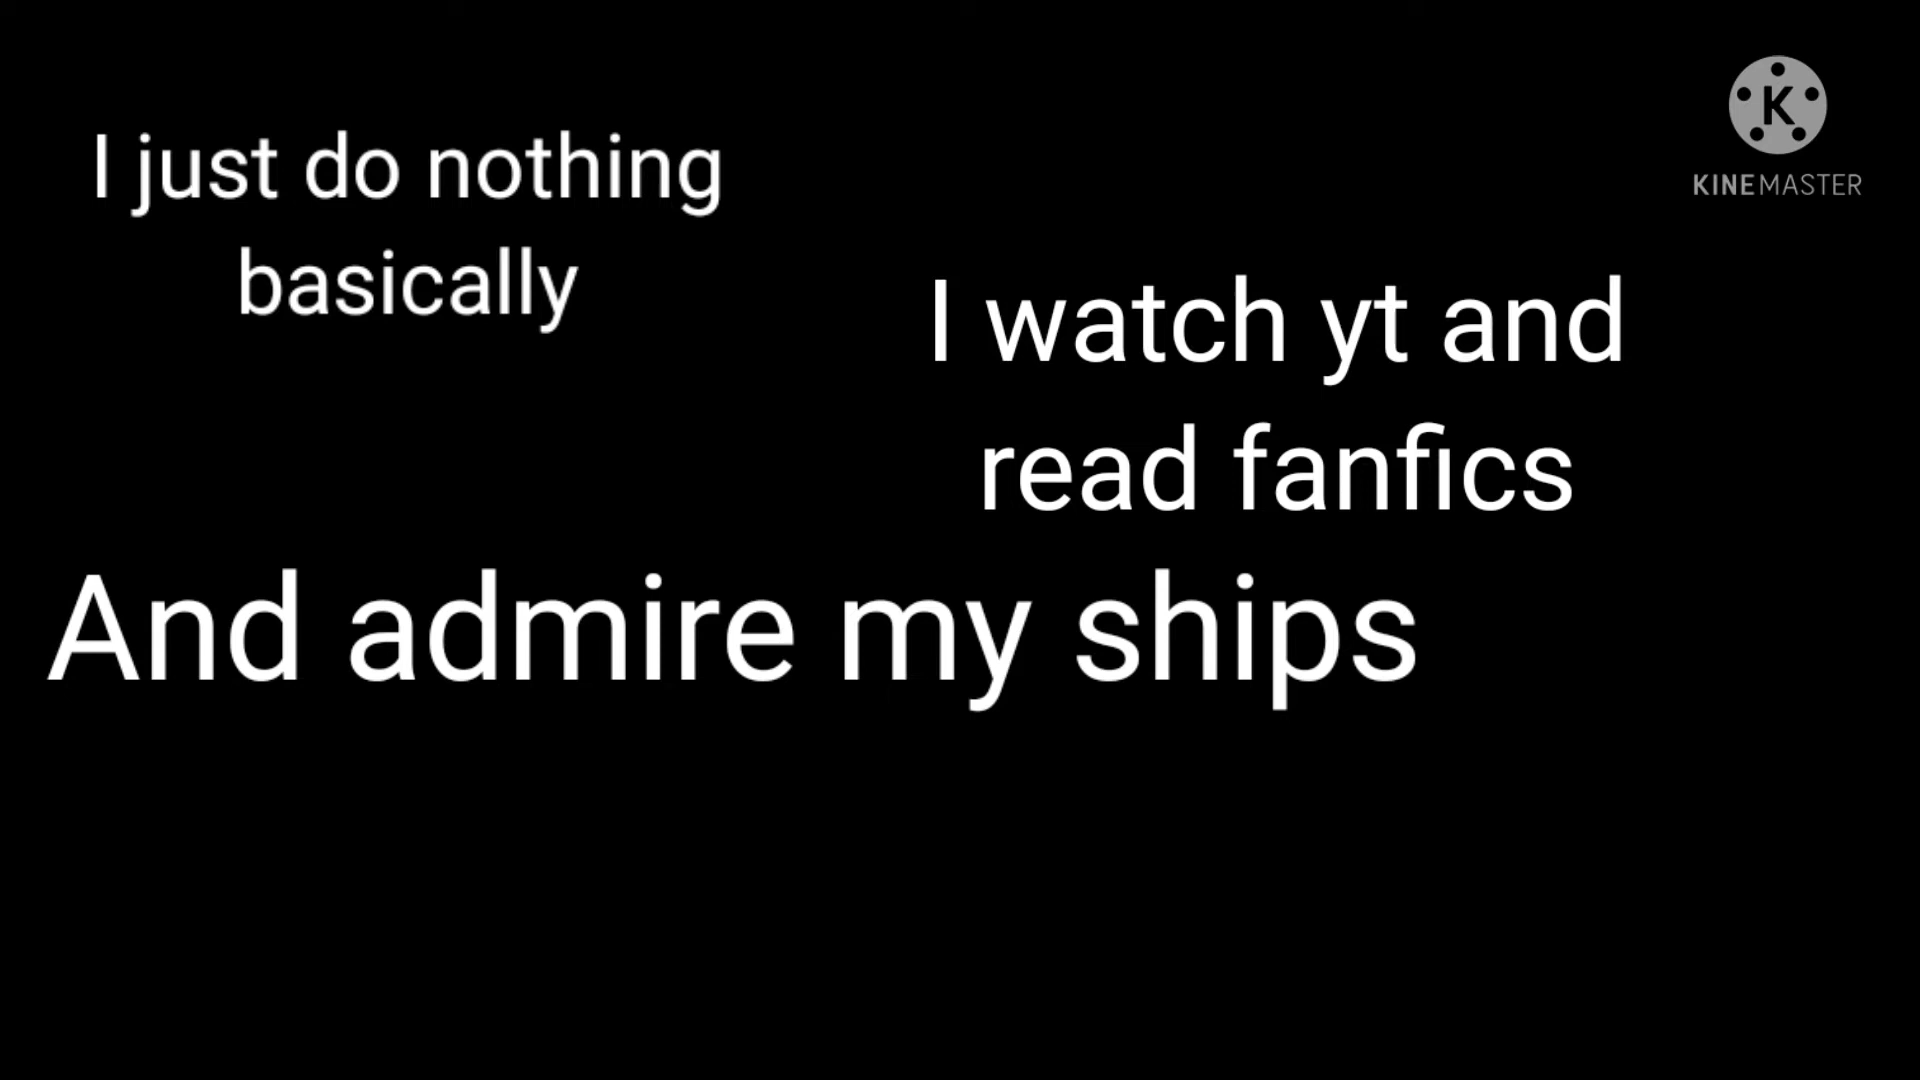 I just do nothing
basically
K
KINEMASTER
I watch yt and
read fanfics
And admire my ships